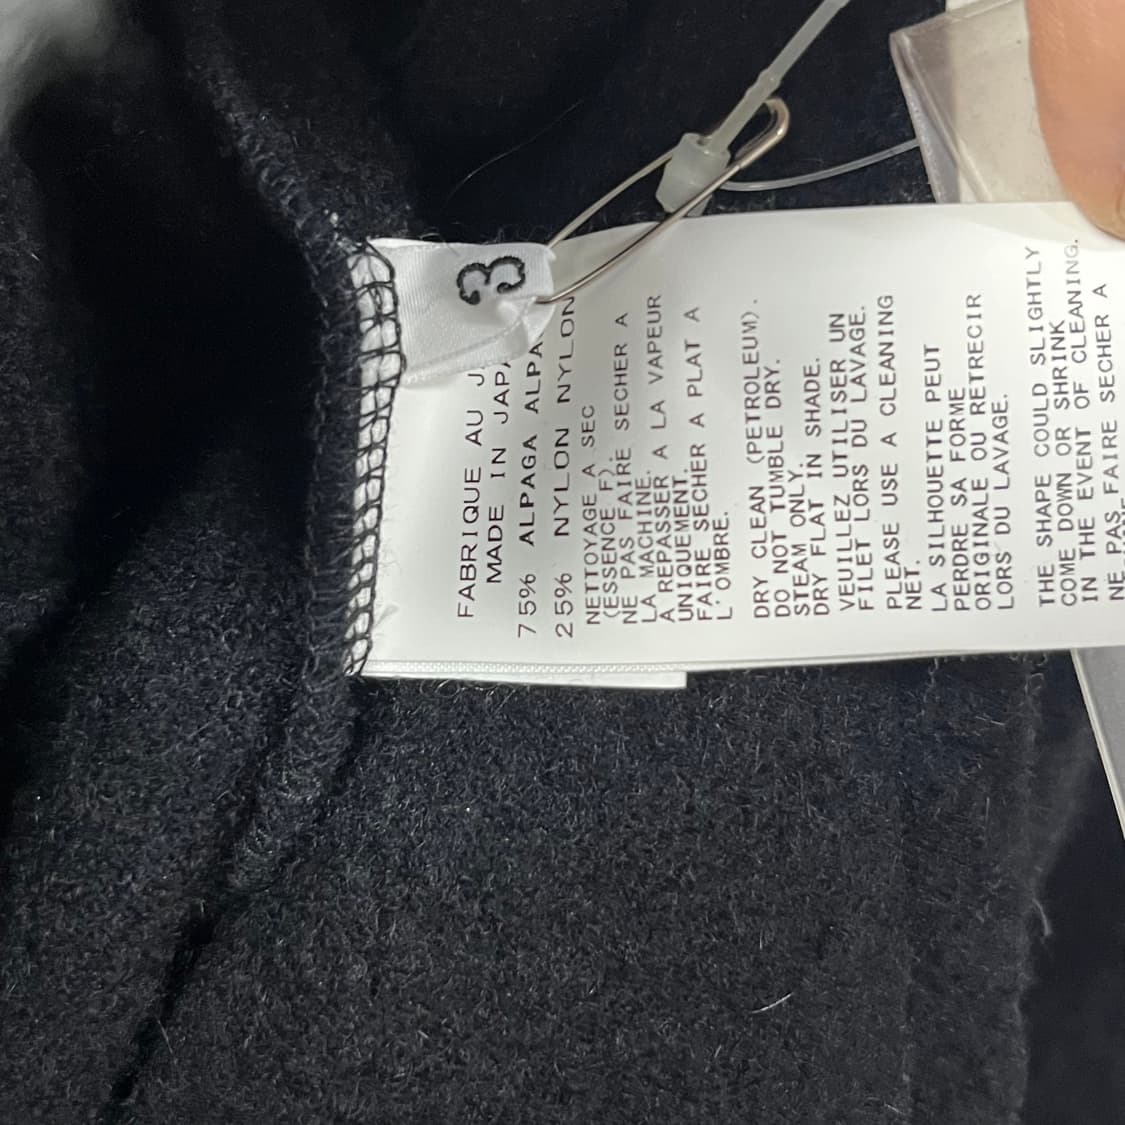 3
FABRIQUE AU
MADE IN
75% ALPAGA
25% NYLON NYLON
NETTOYAGE A SEC
(ESSENCE F).
NE PAS FAIRE SECHER A
LA MACHINE.
A REPASSER A LA VAPEUR
UNIQUEMENT.
FAIRE SECHER A PLAT A
L'OMBRE.
DRY CLEAN (PETROLEUM).
DO NOT TUMBLE DRY.
STEAM ONLY.
DRY FLAT IN SHADE.
VEUILLEZ UTILISER UN
FILET LORS DU LAVAGE.
PLEASE USE A CLEANING
NET.
LA SILHOUETTE PEUT
PERDRE SA FORME
ORIGINALE OU RETRECIR
LORS DU LAVAGE.
THE SHAPE COULD SLIGHTLY
COME DOWN OR SHRINK
IN THE EVENT OF CLEANING.
NE PAS FAIRE SECHER A